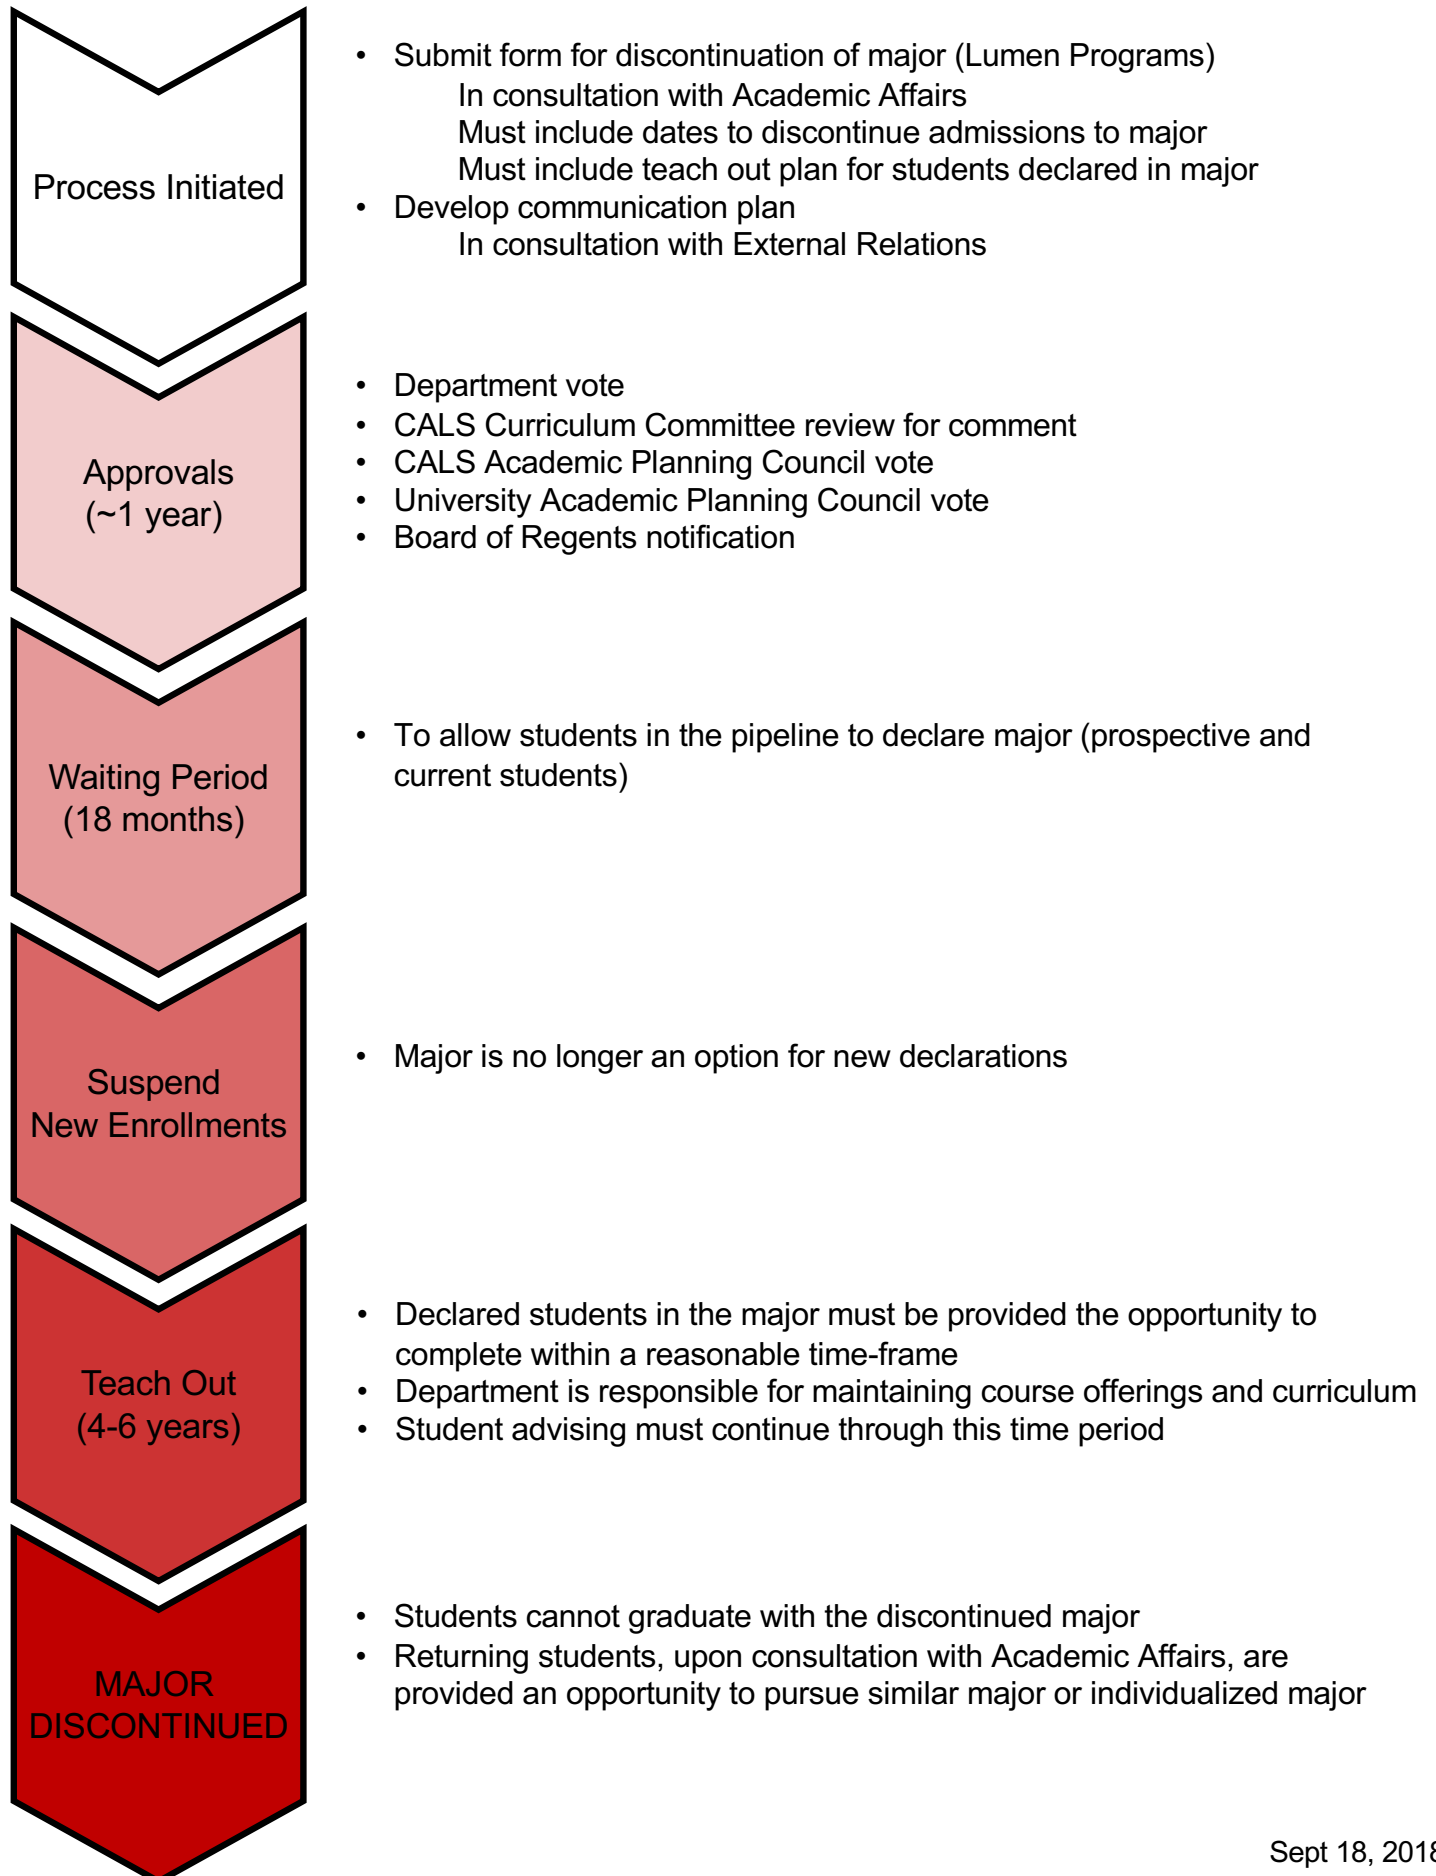 Process Initiated
• Submit form for discontinuation of major (Lumen Programs)
In consultation with Academic Affairs
Must include dates to discontinue admissions to major
Must include teach out plan for students declared in major
• Develop communication plan
In consultation with External Relations
Approvals
(~1 year)
• Department vote
• CALS Curriculum Committee review for comment
• CALS Academic Planning Council vote
• University Academic Planning Council vote
• Board of Regents notification
Waiting Period
(18 months)
• To allow students in the pipeline to declare major (prospective and
current students)
Suspend
New Enrollments
• Major is no longer an option for new declarations
Teach Out
(4-6 years)
• Declared students in the major must be provided the opportunity to
complete within a reasonable time-frame
• Department is responsible for maintaining course offerings and curriculum
• Student advising must continue through this time period
MAJOR
DISCONTINUED
• Students cannot graduate with the discontinued major
• Returning students, upon consultation with Academic Affairs, are
provided an opportunity to pursue similar major or individualized major
Sept 18, 2018